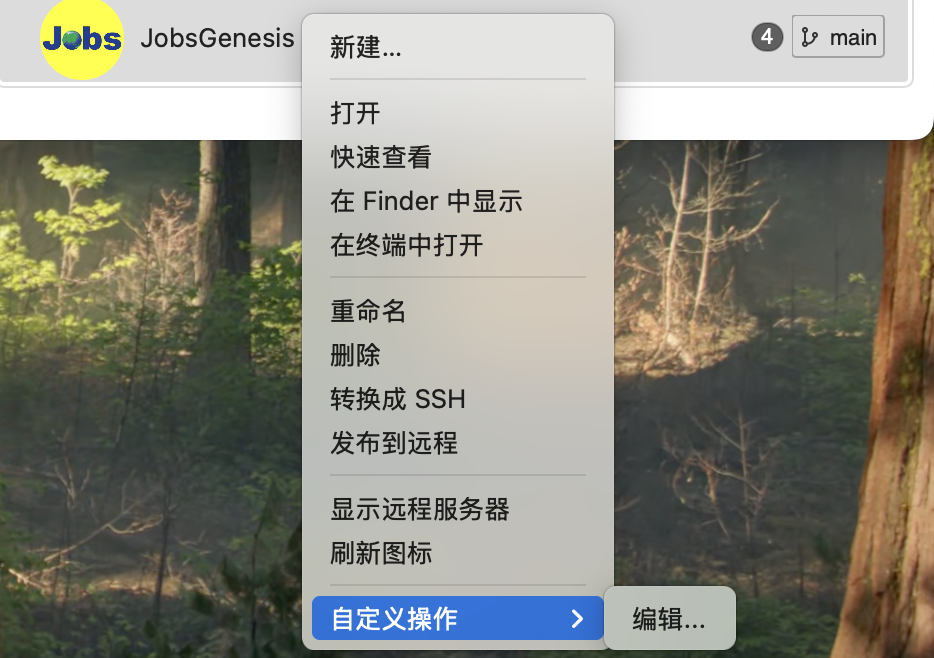 Jobs
JobsGenesis
4
main
新建...
打开
快速查看
在 Finder 中显示
在终端中打开
重命名
删除
转换成 SSH
发布到远程
显示远程服务器
刷新图标
自定义操作
编辑...